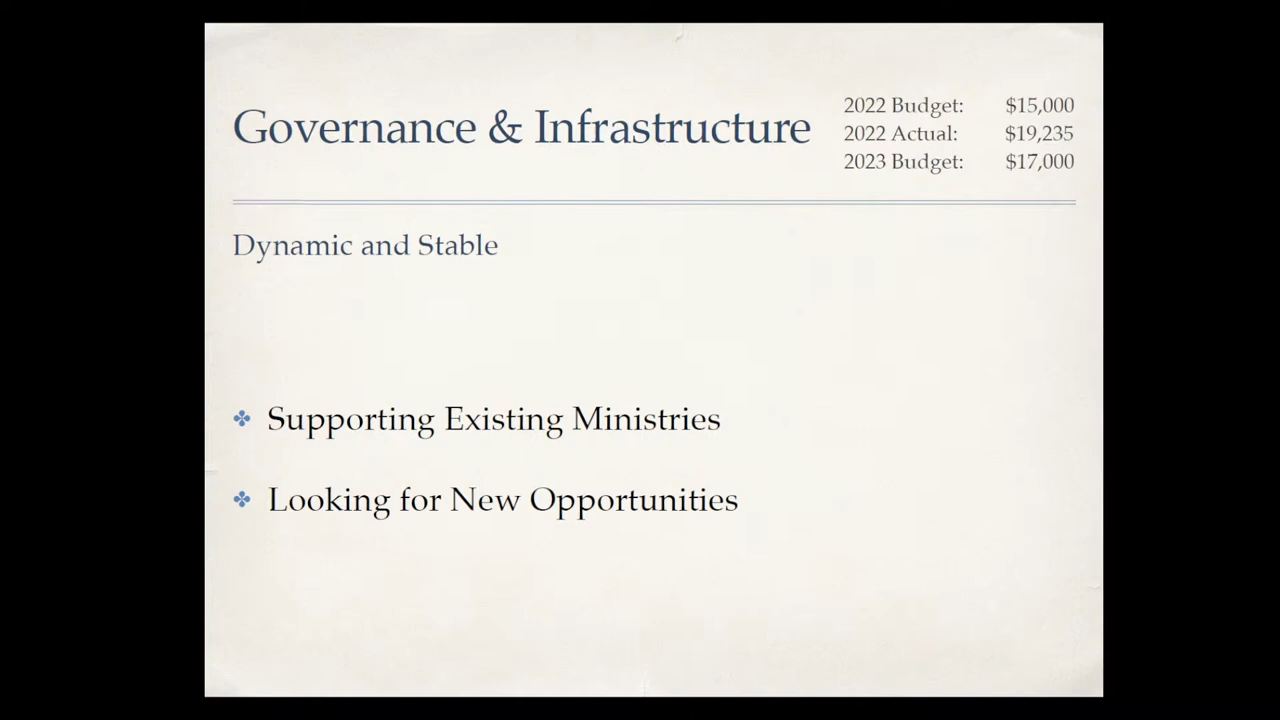 Governance & Infrastructure
2022 Budget: $15,000
2022 Actual: $19,235
2023 Budget: $17,000
Dynamic and Stable
Supporting Existing Ministries
Looking for New Opportunities